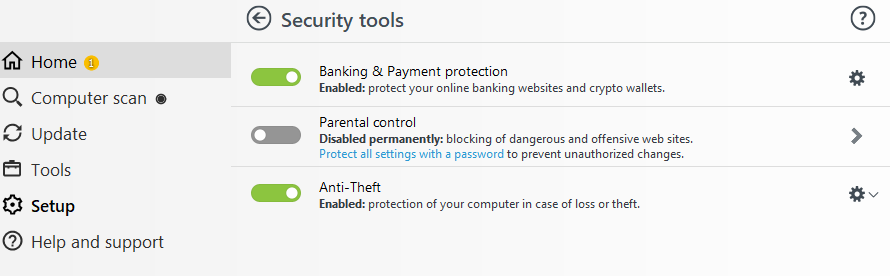 Security tools
?
Home 1
Computer scan
Update
Tools
Setup
? Help and support
Banking & Payment protection
Enabled: protect your online banking websites and crypto wallets.
Parental control
Disabled permanently: blocking of dangerous and offensive web sites.
Protect all settings with a password to prevent unauthorized changes.
Anti-Theft
Enabled: protection of your computer in case of loss or theft.